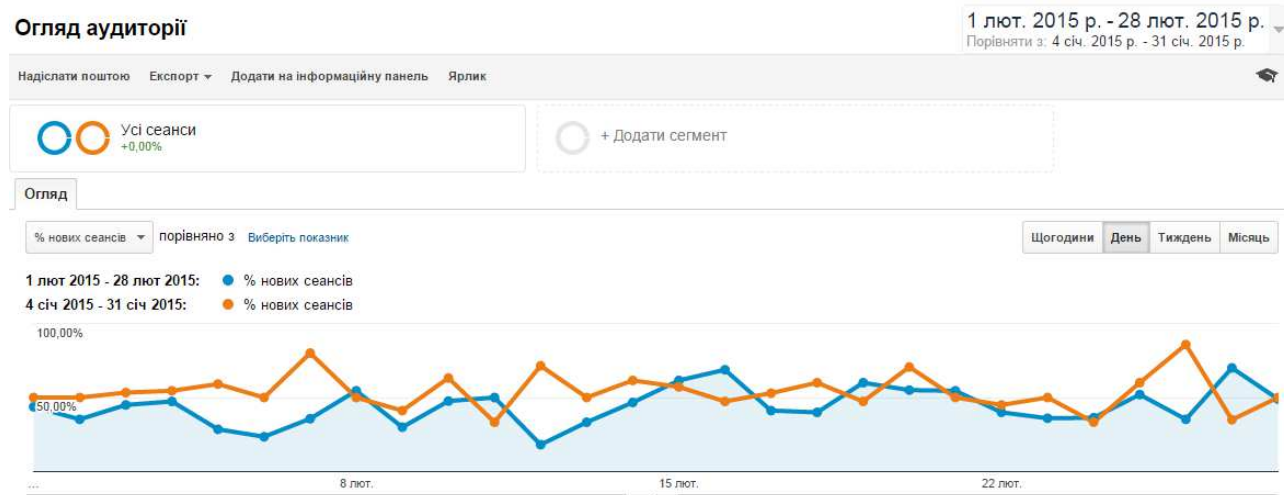 Огляд аудиторії
1 лют. 2015 р. - 28 лют. 2015 р.
Порівняти з: 4 січ. 2015 р. - 31 січ. 2015 р.
Надіслати поштою Експорт Додати на інформаційну панель Ярлик
Усі сеанси
+0,00%
+ Додати сегмент
Огляд
% нових сеансів порівняно з Виберіть показник
Щогодини День Тиждень Місяць
1 лют 2015 - 28 лют 2015: % нових сеансів
4 січ 2015 - 31 січ 2015: % нових сеансів
100,00%
50,00%
... 8 лют. 15 лют. 22 лют.